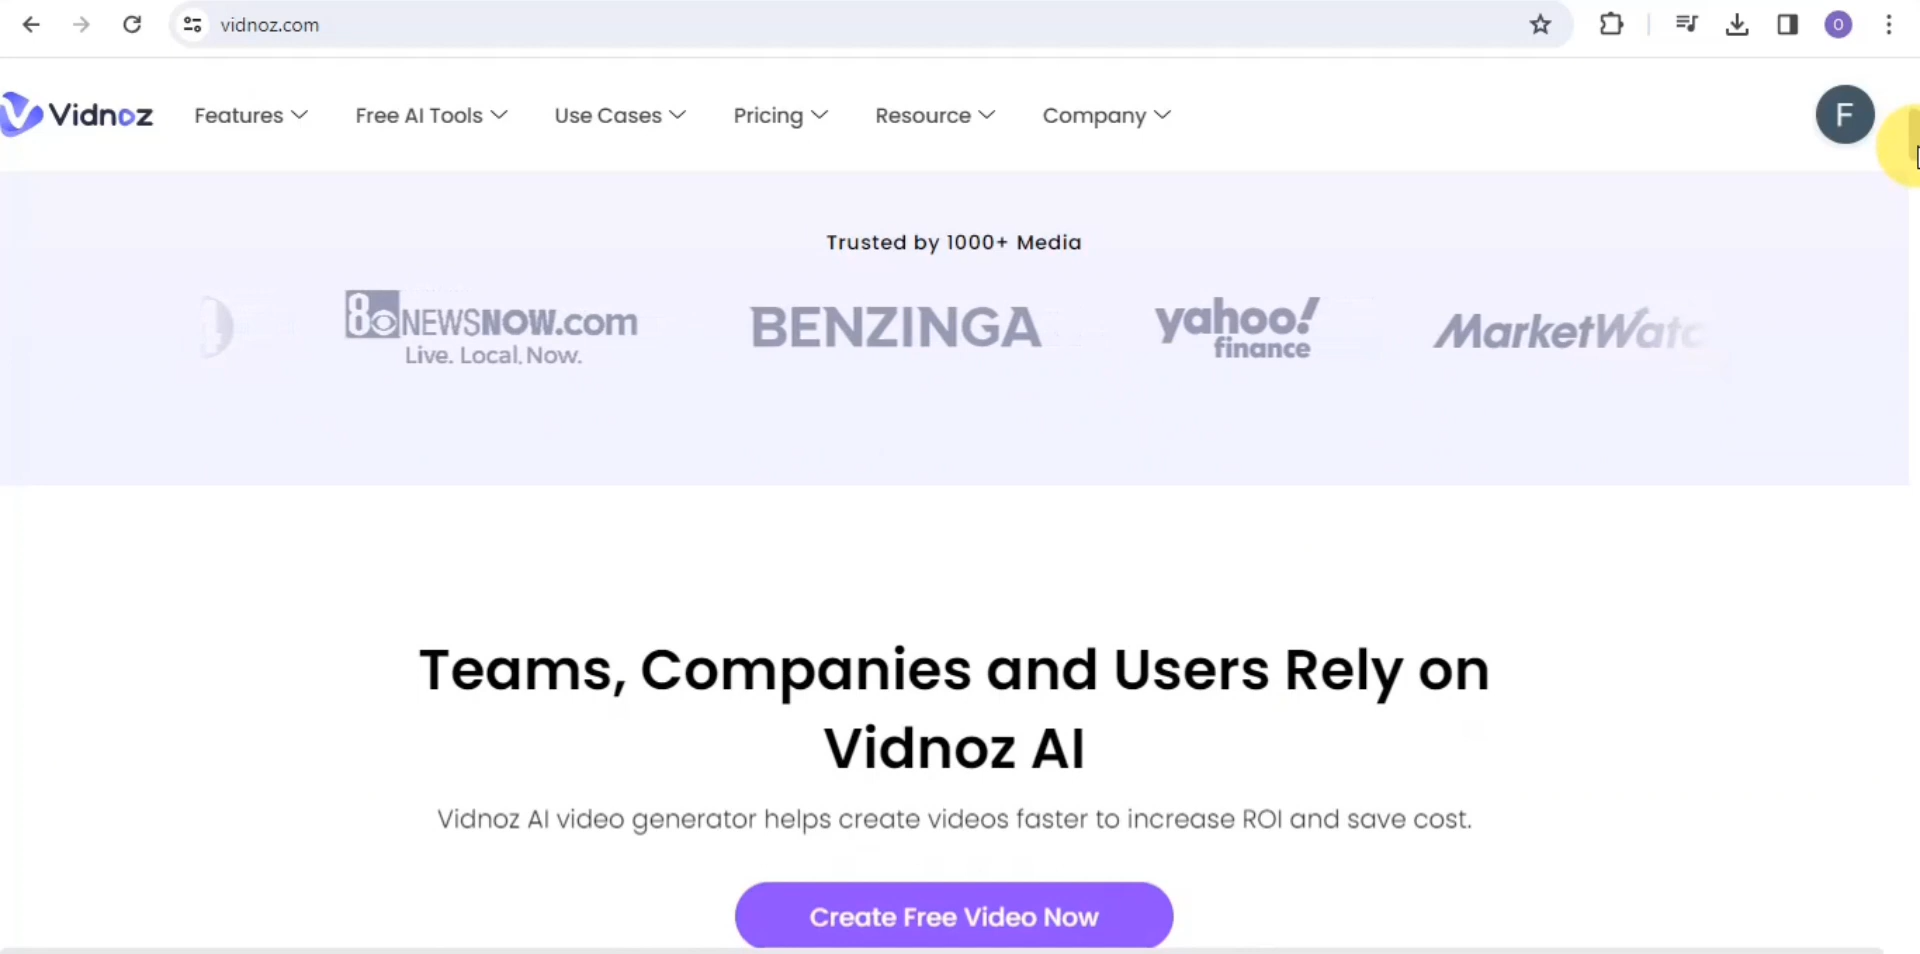 vidnoz.com
O
Vidnoz
Features
Free AI Tools
Use Cases
Pricing
Resource
Company
F
Trusted by 1000+ Media
8 NEWSNOW.com
Live. Local. Now.
BENZINGA
yahoo!
finance
MarketWatc
Teams, Companies and Users Rely on
Vidnoz AI
Vidnoz AI video generator helps create videos faster to increase ROI and save cost.
Create Free Video Now